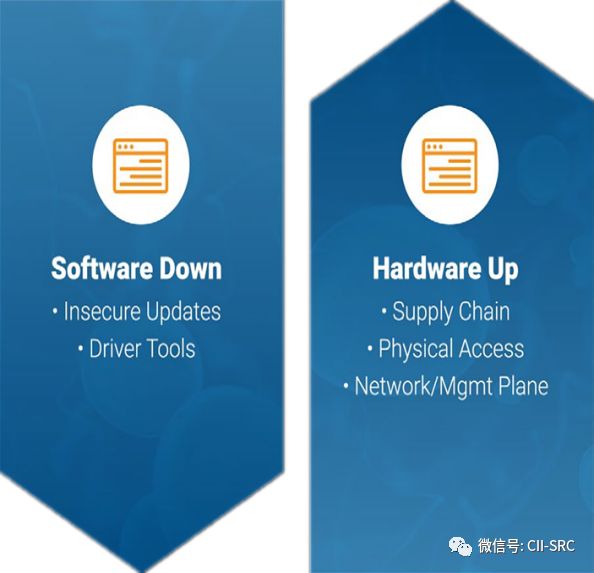 Software Down
• Insecure Updates
• Driver Tools
Hardware Up
• Supply Chain
• Physical Access
• Network/Mgmt Plane
微信号: CII-SRC